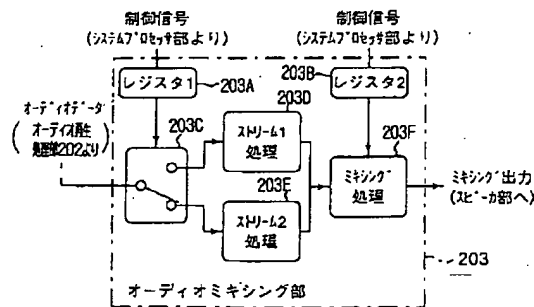 制御信号
(システムプロセッサ部より)
制御信号
(システムプロセッサ部より)
レジスタ1
203A
203B
レジスタ2
オーディオデータ
(オーディオ再生
処理部202より)
203C
203D
ストリーム1
処理
203E
ストリーム2
処理
203F
ミキシング
処理
ミキシング出力
(スピーカ部へ)
203
オーディオミキシング部